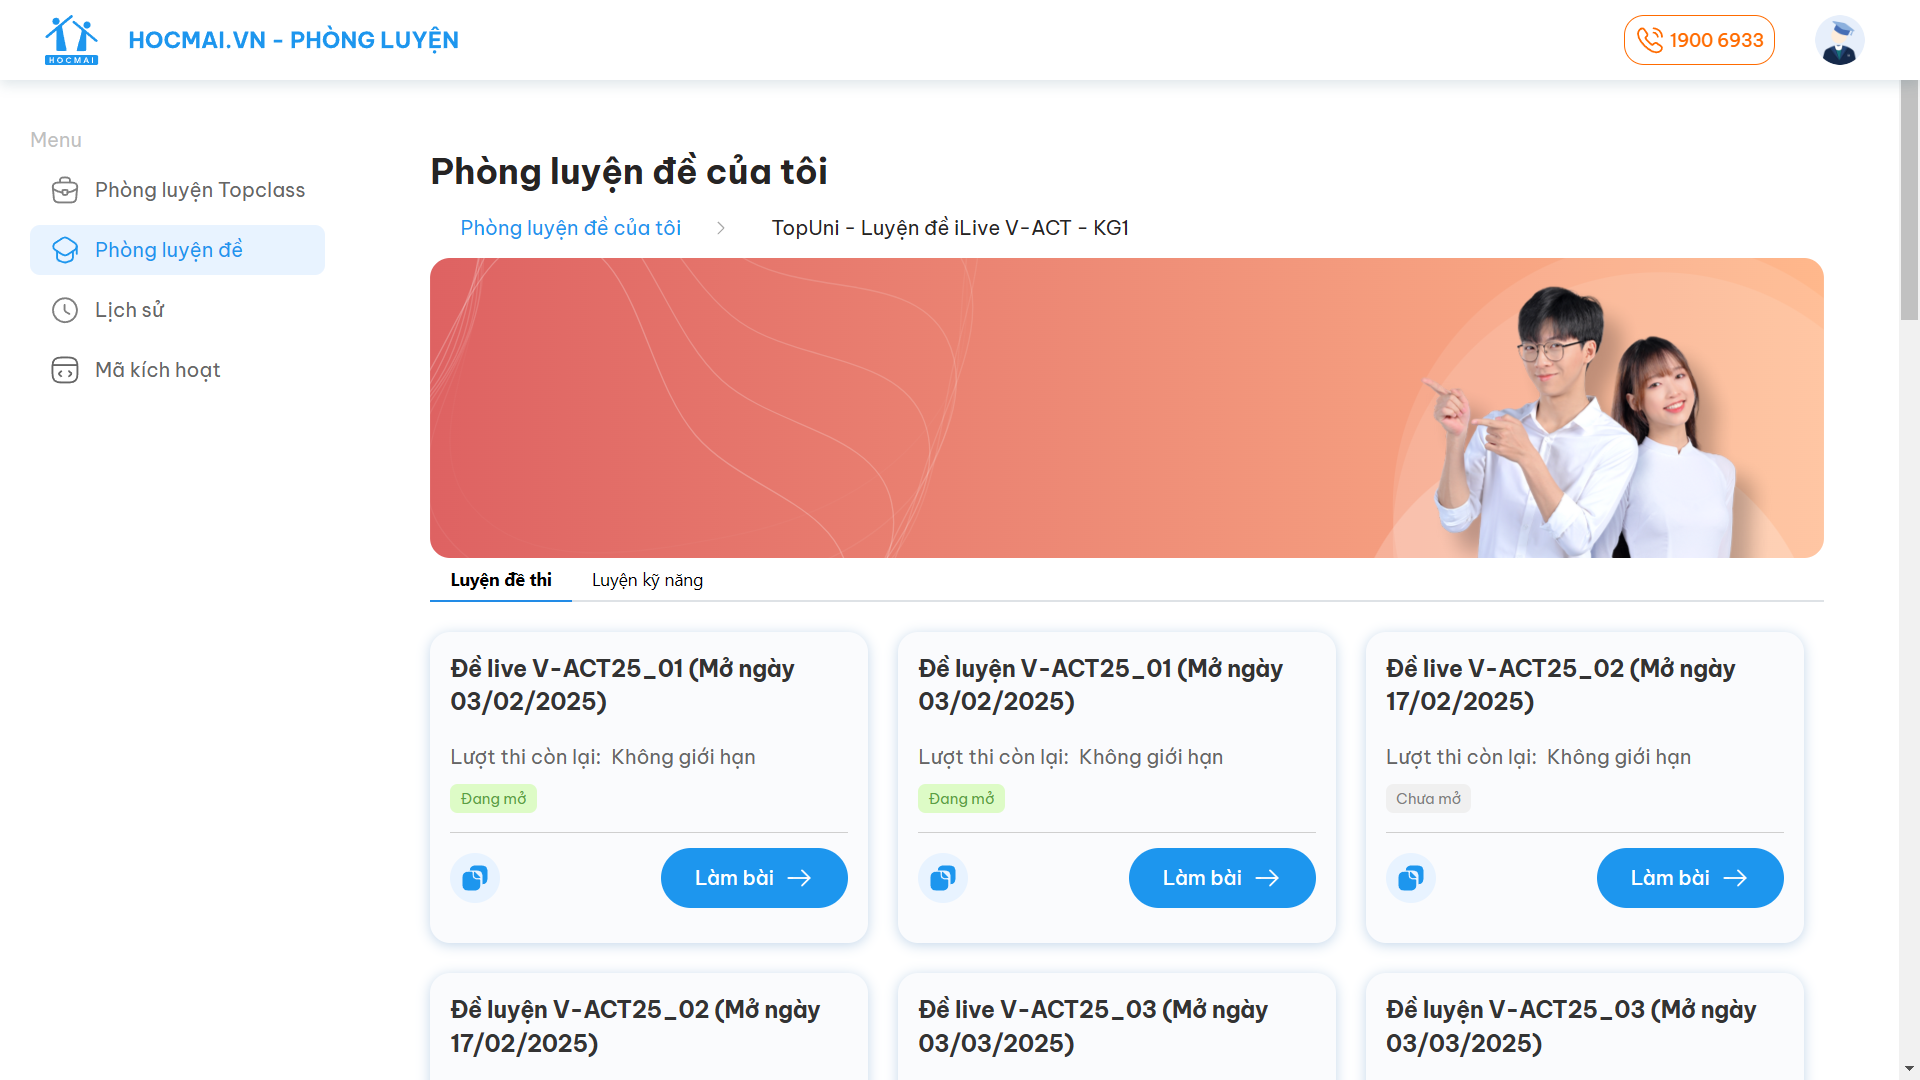 HOCMAI
HOCMAI.VN - PHÒNG LUYỆN
1900 6933
Menu
Phòng luyện Topclass
Phòng luyện đề
Lịch sử
Mã kích hoạt
Phòng luyện đề của tôi
Phòng luyện đề của tôi
TopUni - Luyện đề iLive V-ACT - KG1
Luyện đề thi
Luyện kỹ năng
Đề live V-ACT25_01 (Mở ngày
03/02/2025)
Lượt thi còn lại: Không giới hạn
Đang mở
Làm bài
Đề luyện V-ACT25_01 (Mở ngày
03/02/2025)
Lượt thi còn lại: Không giới hạn
Đang mở
Làm bài
Đề live V-ACT25_02 (Mở ngày
17/02/2025)
Lượt thi còn lại: Không giới hạn
Chưa mở
Làm bài
Đề luyện V-ACT25_02 (Mở ngày
17/02/2025)
Đề live V-ACT25_03 (Mở ngày
03/03/2025)
Đề luyện V-ACT25_03 (Mở ngày
03/03/2025)